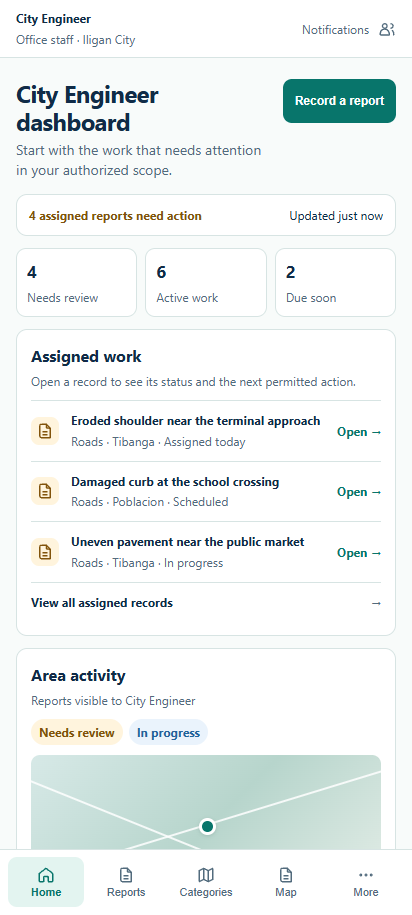 City Engineer
Office staff · Iligan City
Notifications
City Engineer
dashboard
Record a report
Start with the work that needs attention
in your authorized scope.
4 assigned reports need action
Updated just now
4
Needs review
6
Active work
2
Due soon
Assigned work
Open a record to see its status and the next permitted action.
Eroded shoulder near the terminal approach
Roads · Tibanga · Assigned today
Open →
Damaged curb at the school crossing
Roads · Poblacion · Scheduled
Open →
Uneven pavement near the public market
Roads · Tibanga · In progress
Open →
View all assigned records →
Area activity
Reports visible to City Engineer
Needs review
In progress
Home
Reports
Categories
Map
More